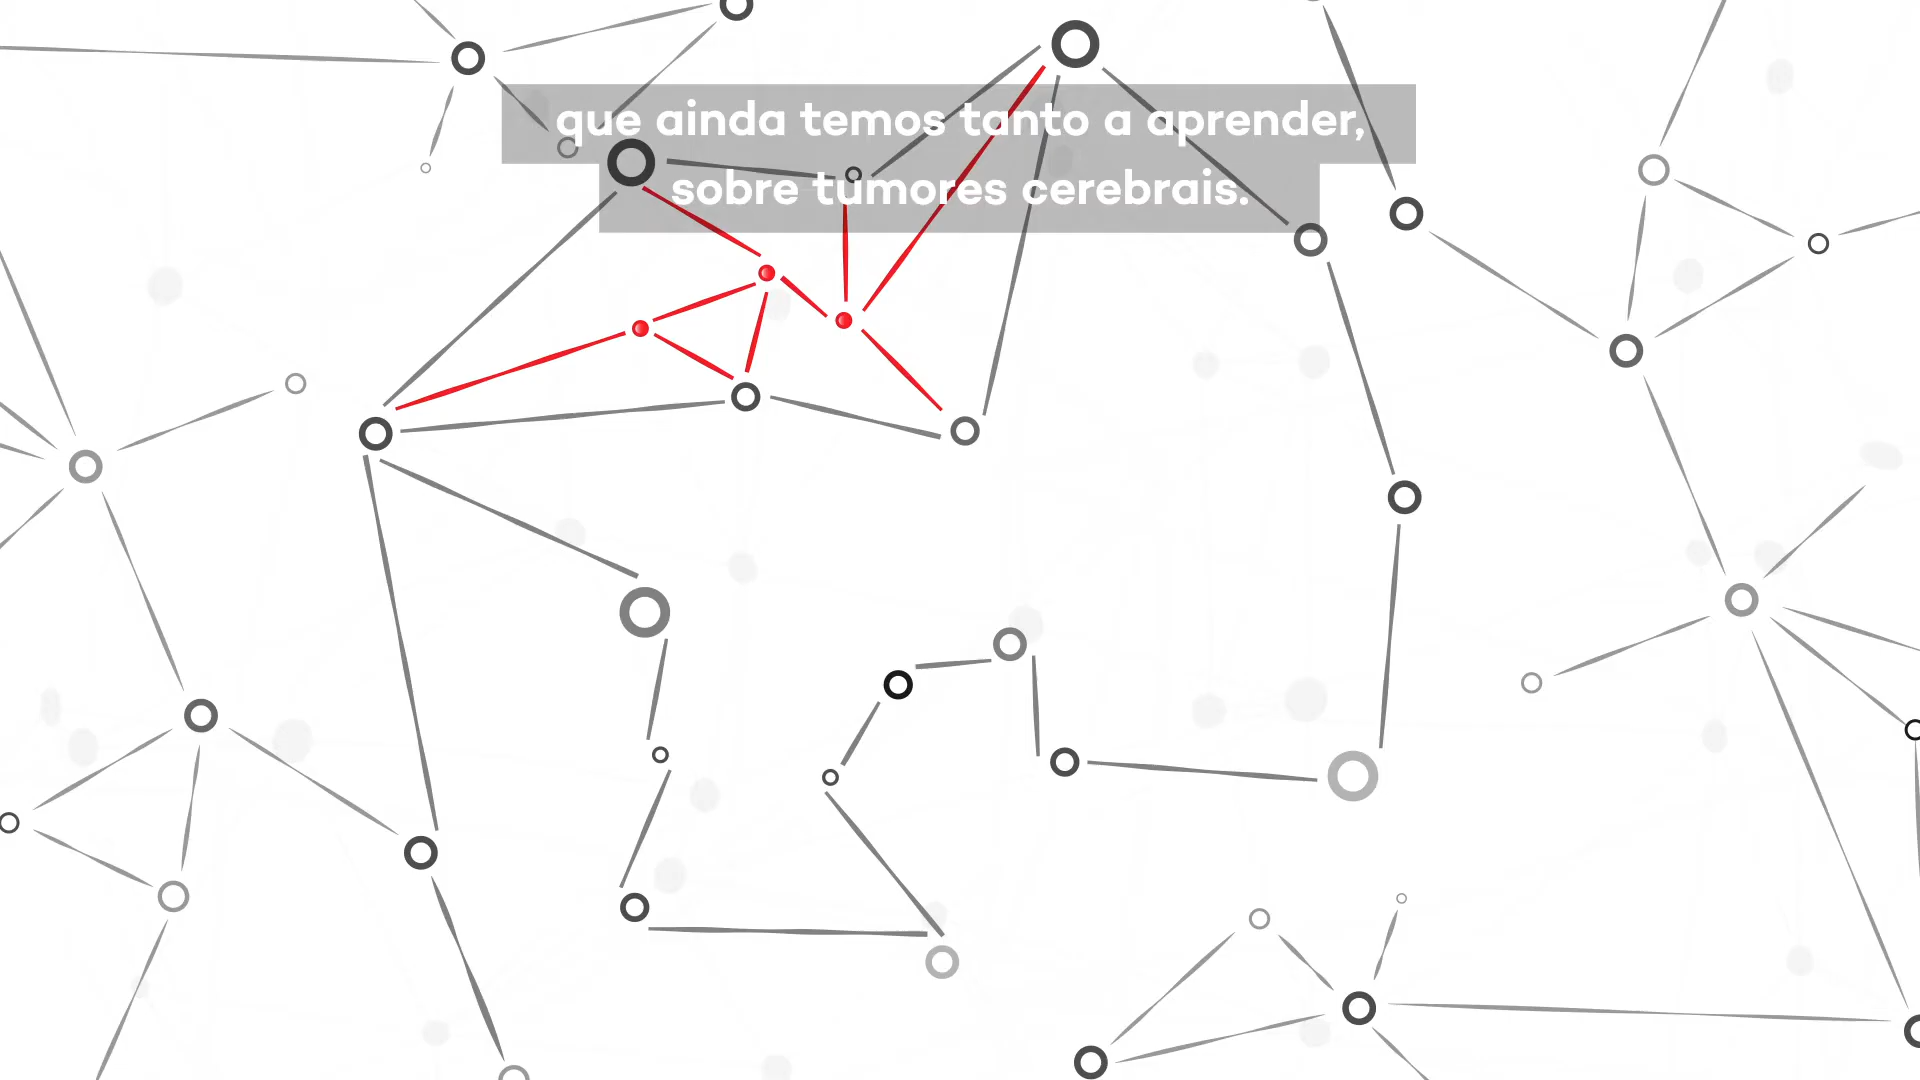 que ainda temos tanto a aprender,
sobre tumores cerebrais.